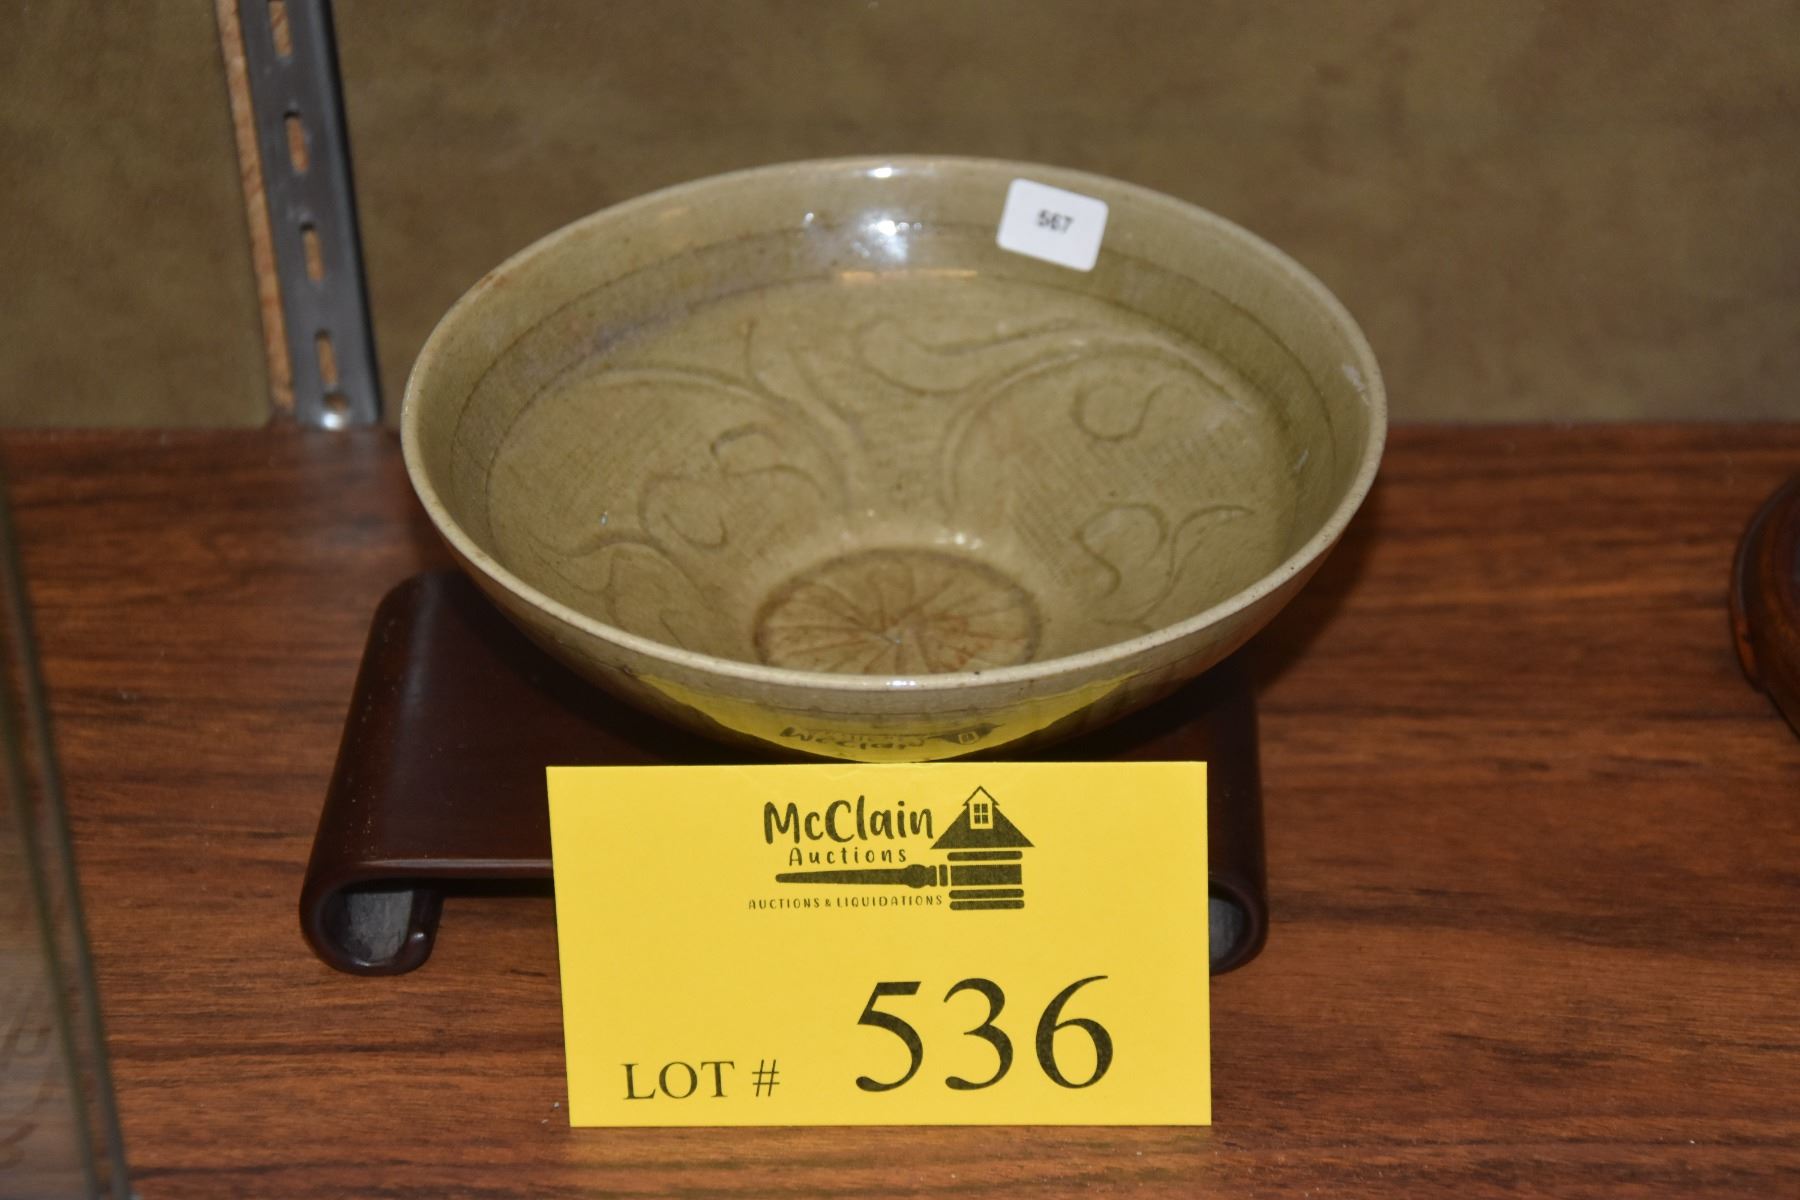 567
McClain
Auctions
AUCTIONS & LIQUIDATIONS
LOT # 536